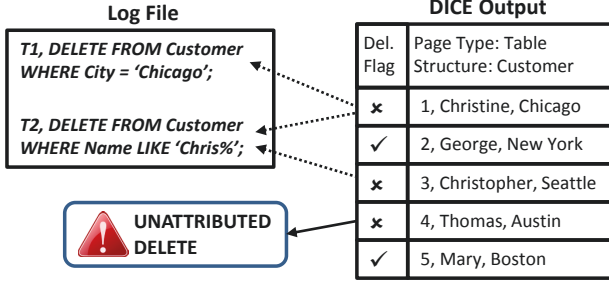 Log File
T1, DELETE FROM Customer
WHERE City = ‘Chicago’;
T2, DELETE FROM Customer
WHERE Name LIKE ‘Chris%’;
UNATTRIBUTED
DELETE
DICE Output
Del.
Flag
Page Type: Table
Structure: Customer
× 1, Christine, Chicago
✓ 2, George, New York
× 3, Christopher, Seattle
× 4, Thomas, Austin
✓ 5, Mary, Boston